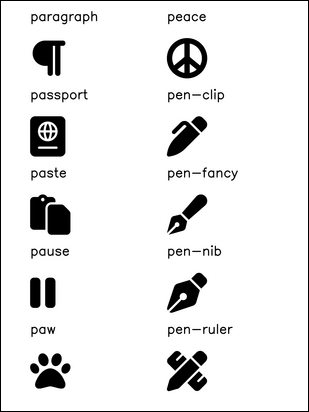 paragraph
peace
passport
pen-clip
paste
pen-fancy
pause
pen-nib
paw
pen-ruler